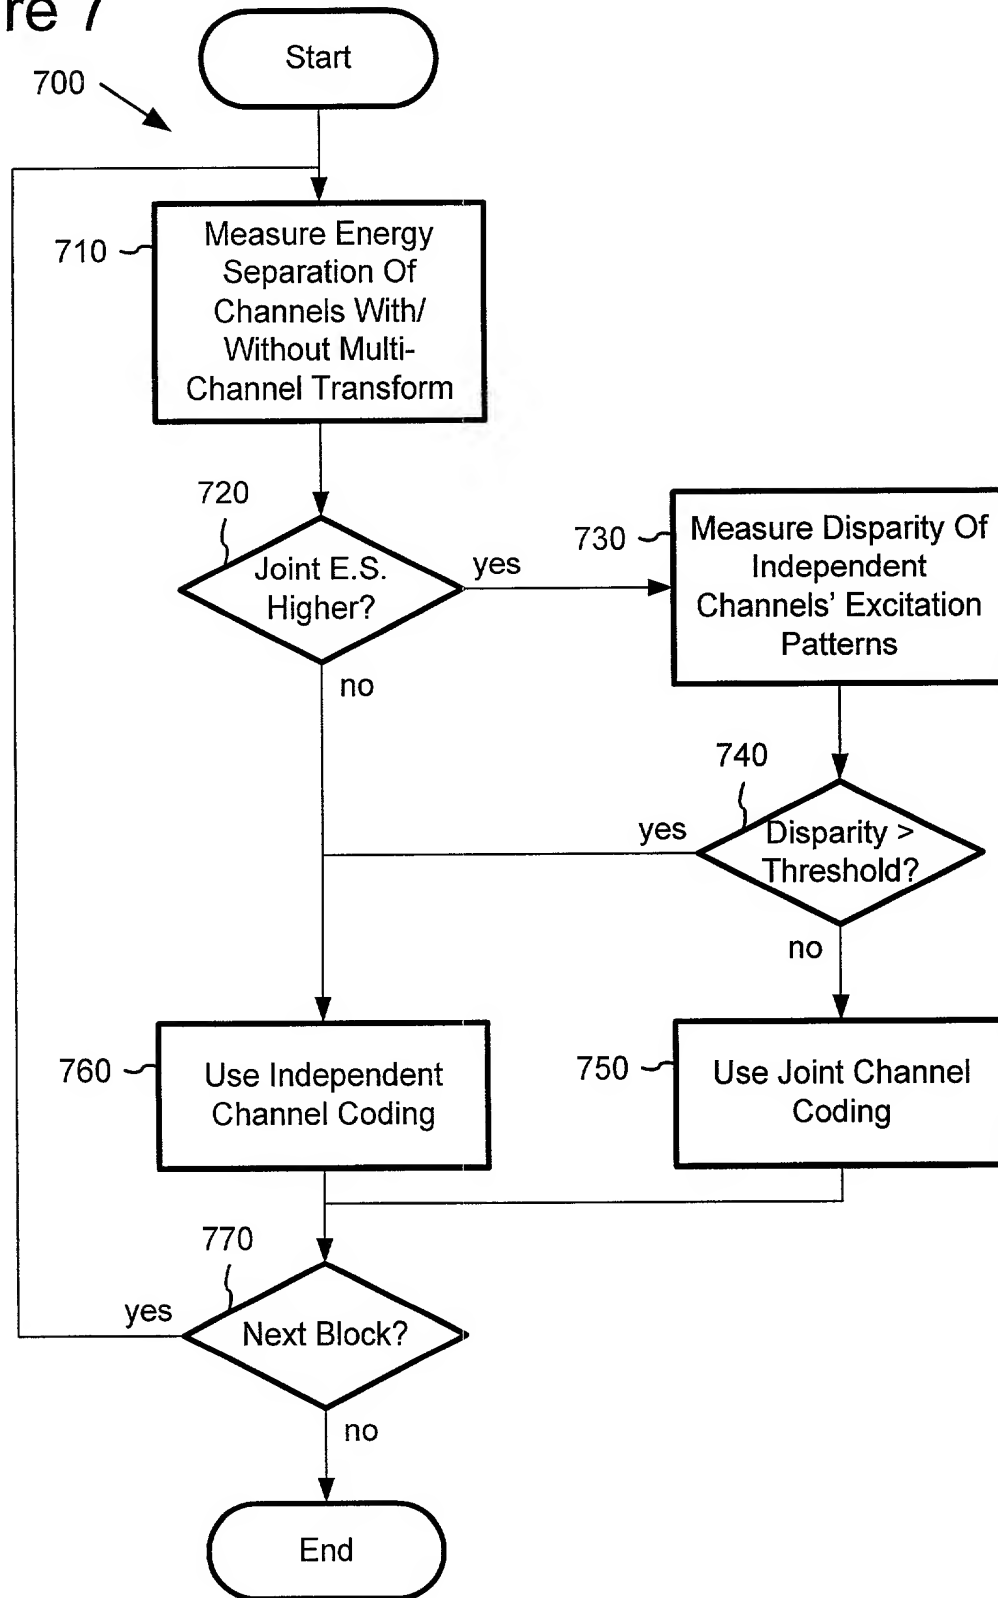 re 7
Start
700
710
Measure Energy
Separation Of
Channels With/
Without Multi-
Channel Transform
720
Joint E.S.
Higher?
yes
no
730
Measure Disparity Of
Independent
Channels' Excitation
Patterns
740
Disparity >
Threshold?
yes
no
760
Use Independent
Channel Coding
750
Use Joint Channel
Coding
770
Next Block?
yes
no
End